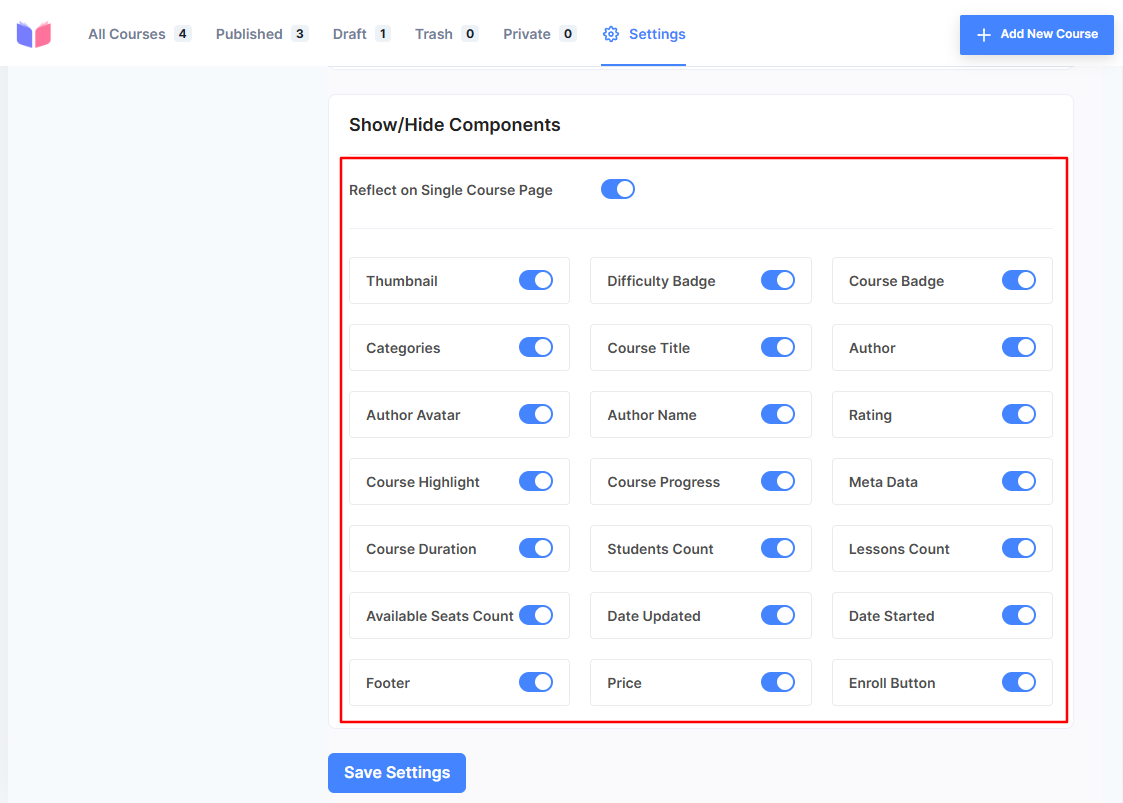 All Courses 4 Published 3 Draft 1 Trash 0 Private 0 Settings Add New Course
Show/Hide Components
Reflect on Single Course Page
Thumbnail Difficulty Badge Course Badge
Categories Course Title Author
Author Avatar Author Name Rating
Course Highlight Course Progress Meta Data
Course Duration Students Count Lessons Count
Available Seats Count Date Updated Date Started
Footer Price Enroll Button
Save Settings